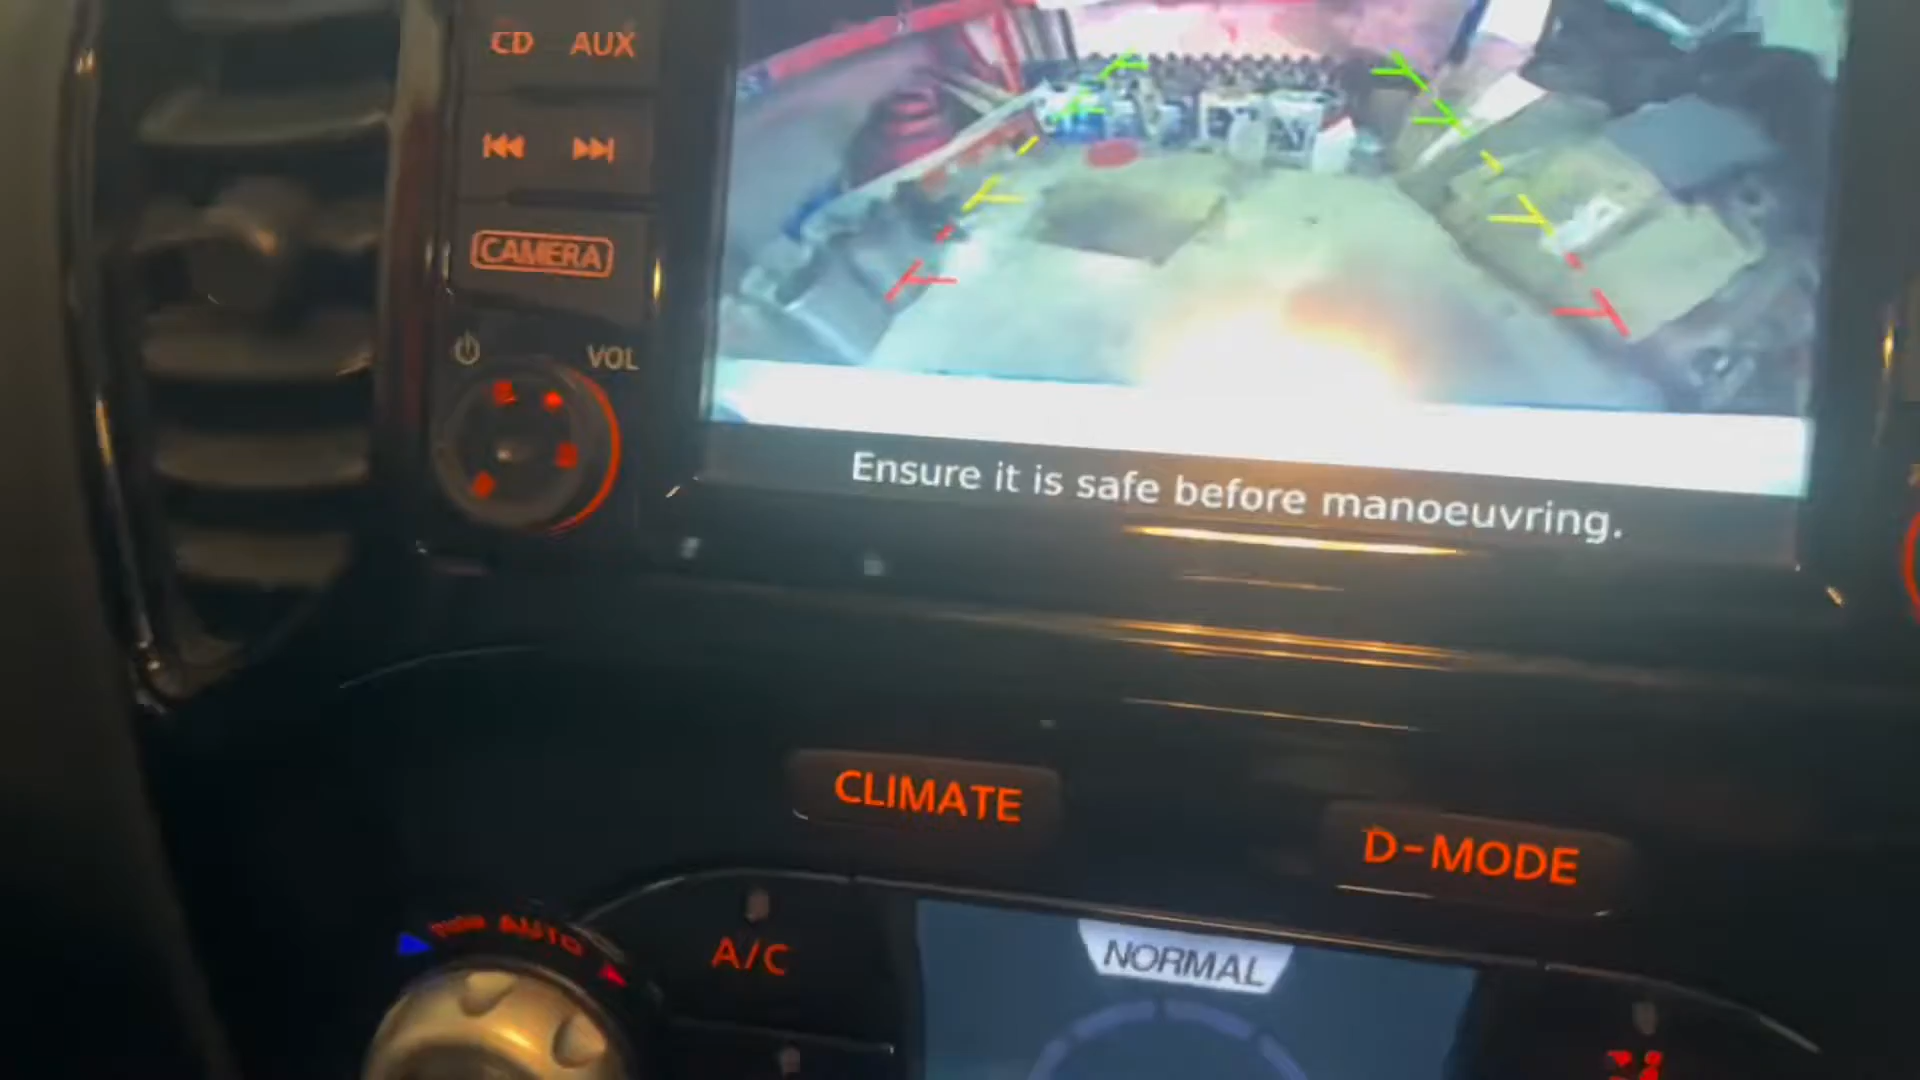 CD AUX
CAMERA
VOL
Ensure it is safe before manoeuvring.
CLIMATE
D-MODE
AUTO
A/C
NORMAL